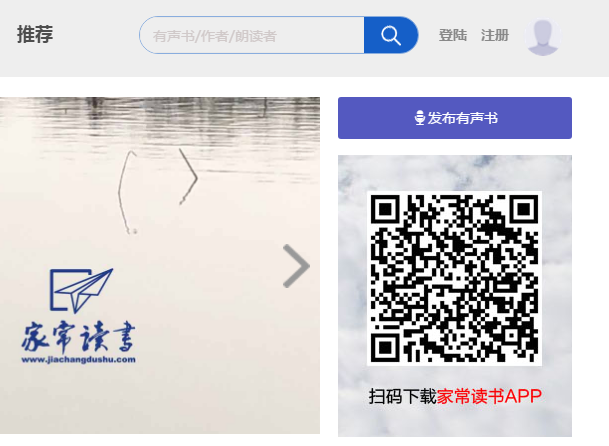 推荐
有声书/作者/朗读者
登陆 注册
发布有声书
家常读书
www.jiachangdushu.com
扫码下载家常读书APP